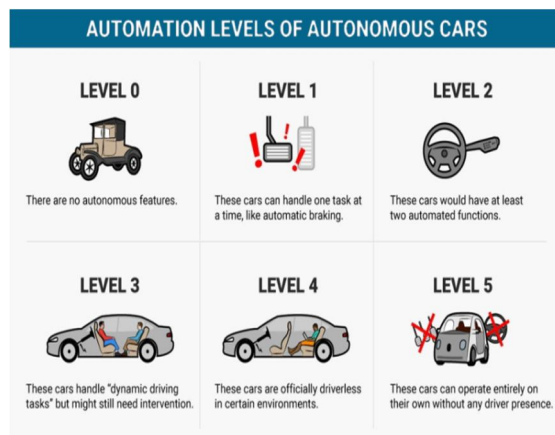 AUTOMATION LEVELS OF AUTONOMOUS CARS
LEVEL 0
There are no autonomous features.
LEVEL 1
These cars can handle one task at
a time, like automatic braking.
LEVEL 2
These cars would have at least
two automated functions.
LEVEL 3
These cars handle “dynamic driving
tasks” but might still need intervention.
LEVEL 4
These cars are officially driverless
in certain environments.
LEVEL 5
These cars can operate entirely on
their own without any driver presence.